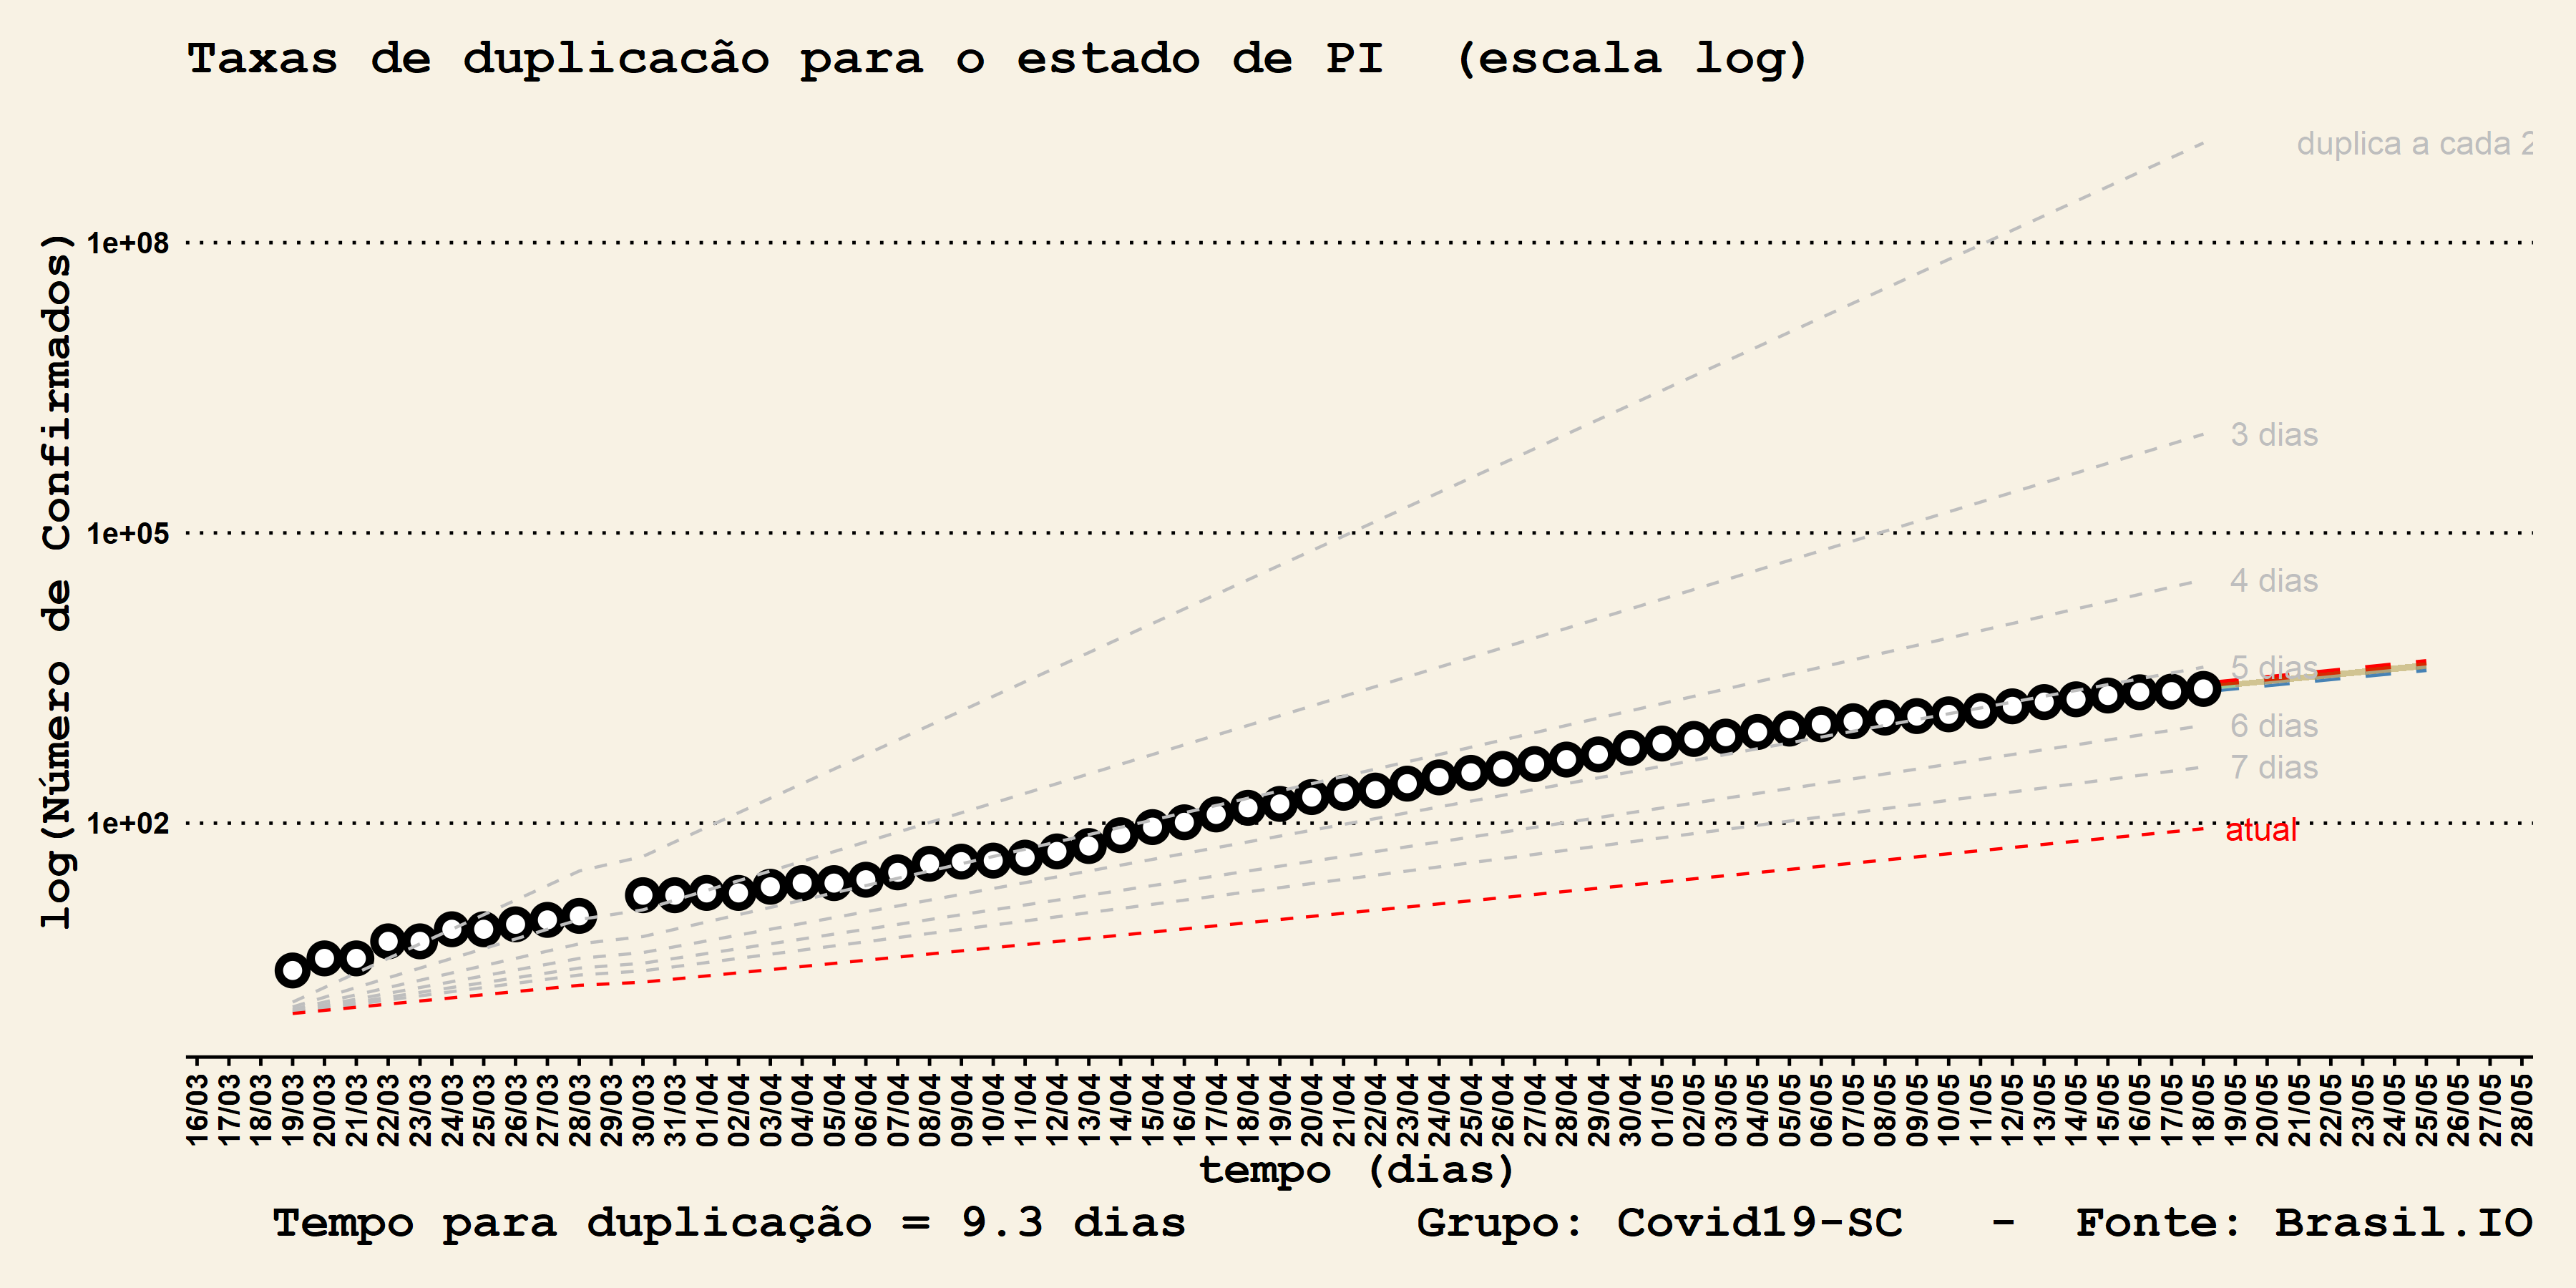 Taxas de duplicacão para o estado de PI (escala log)
duplica a cada 2
1e+08
3 dias
1e+05
4 dias
5 dias
6 dias
7 dias
1e+02
atual
log(Número de Confirmados)
16/03 17/03 18/03 19/03 20/03 21/03 22/03 23/03 24/03 25/03 26/03 27/03 28/03 29/03 30/03 31/03 01/04 02/04 03/04 04/04 05/04 06/04 07/04 08/04 09/04 10/04 11/04 12/04 13/04 14/04 15/04 16/04 17/04 18/04 19/04 20/04 21/04 22/04 23/04 24/04 25/04 26/04 27/04 28/04 29/04 30/04 01/05 02/05 03/05 04/05 05/05 06/05 07/05 08/05 09/05 10/05 11/05 12/05 13/05 14/05 15/05 16/05 17/05 18/05 19/05 20/05 21/05 22/05 23/05 24/05 25/05 26/05 27/05 28/05
tempo (dias)
Tempo para duplicação = 9.3 dias Grupo: Covid19-SC - Fonte: Brasil.IO